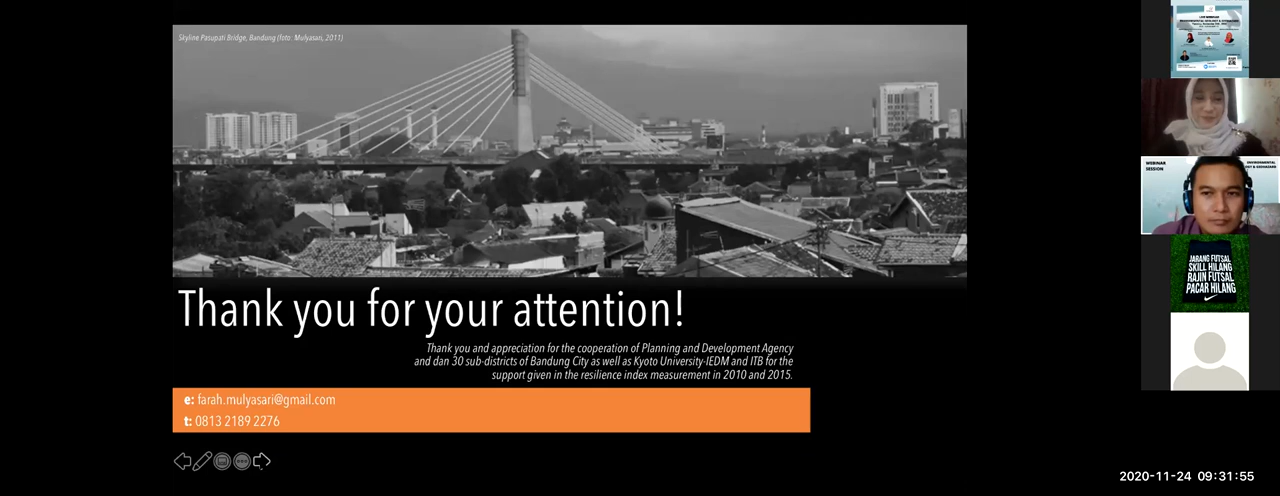 Skyline Pasupati Bridge, Bandung (foto: Mulyasari, 2011)
Thank you for your attention!
Thank you and appreciation for the cooperation of Planning and Development Agency
and dan 30 sub-districts of Bandung City as well as Kyoto University-IEDM and ITB for the
support given in the resilience index measurement in 2010 and 2015.
e: farah.mulyasari@gmail.com
t: 0813 2189 2276
WEBINAR
SESSION
ENVIRONMENTAL
& GEOHAZARD
JARANG FUTSAL
SKILL HILANG
RAJIN FUTSAL
PACAR HILANG
2020-11-24 09:31:55